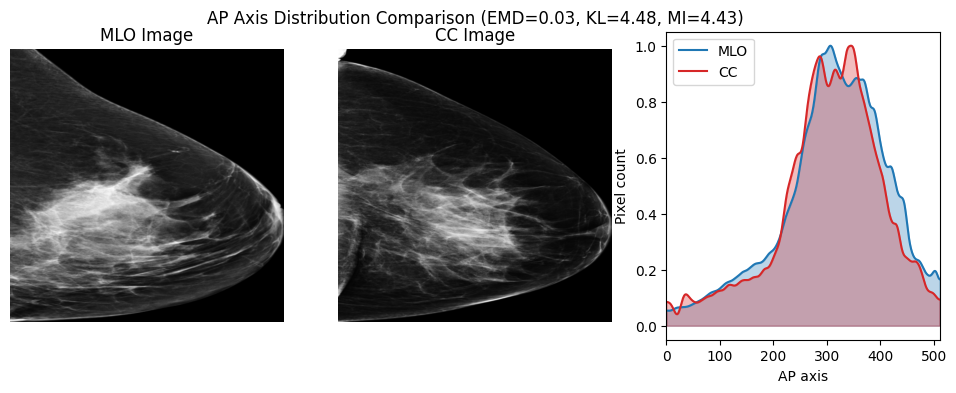 AP Axis Distribution Comparison (EMD=0.03, KL=4.48, MI=4.43)
MLO Image
CC Image
MLO
CC
Pixel count
1.0
0.8
0.6
0.4
0.2
0.0
0 100 200 300 400 500
AP axis